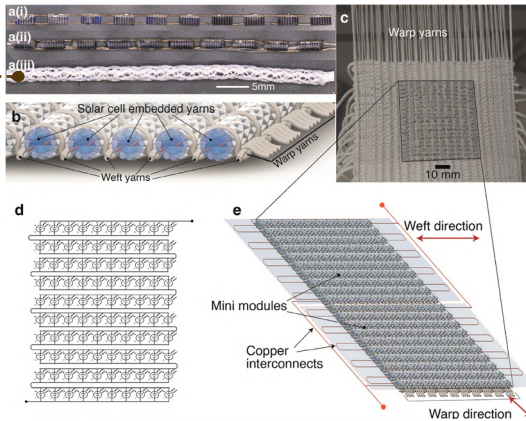 a(i)
a(ii)
a(iii)
5mm
b
Solar cell embedded yarns
Weft yarns
Warp yarns
c
Warp yarns
10 mm
d
e
Weft direction
Mini modules
Copper
interconnects
Warp direction